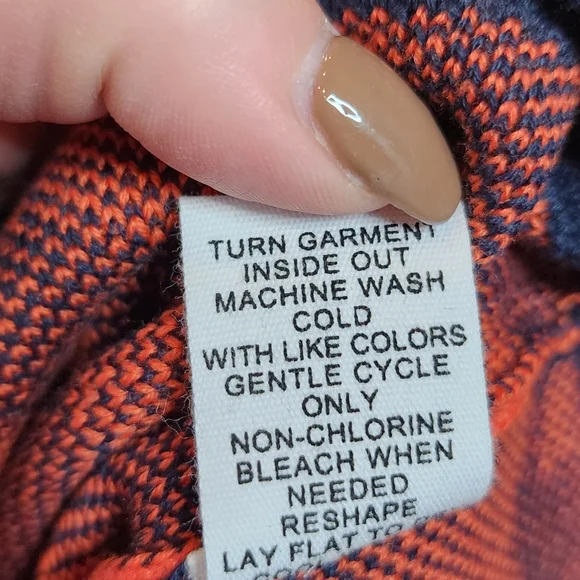 TURN GARMENT
INSIDE OUT
MACHINE WASH
COLD
WITH LIKE COLORS
GENTLE CYCLE
ONLY
NON-CHLORINE
BLEACH WHEN
NEEDED
RESHAPE
LAY FLAT TO